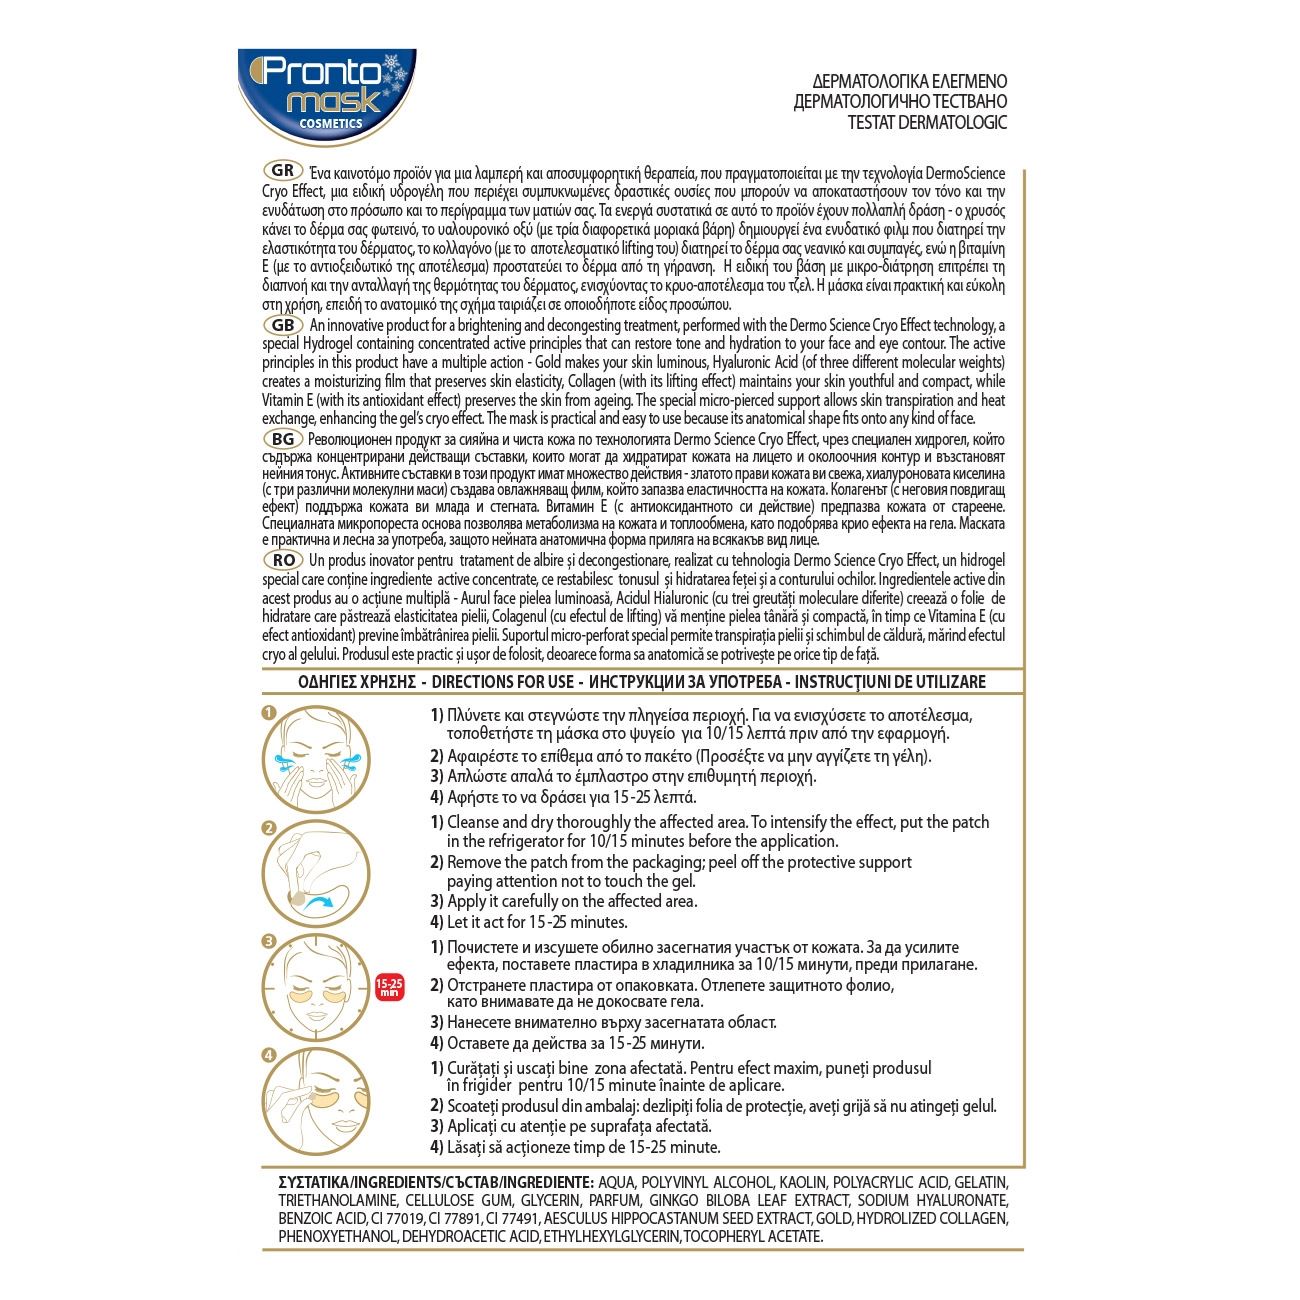 Pronto
mask
COSMETICS
ΔΕΡΜΑΤΟΛΟΓΙΚΑ ΕΛΕΓΜΕΝΟ
ДЕРМАТОЛОГИЧНО ТЕСТВАНО
TESTAT DERMATOLOGIC
GR Ένα καινοτόμο προϊόν για μια λαμπερή και αποσυμφορητική θεραπεία, που πραγματοποιείται με την τεχνολογία DermoScience
Cryo Effect, μια ειδική υδρογέλη που περιέχει συμπυκνωμένες δραστικές ουσίες που μπορούν να αποκαταστήσουν τον τόνο και την
ενυδάτωση στο πρόσωπο και το περίγραμμα των ματιών σας. Τα ενεργά συστατικά σε αυτό το προϊόν έχουν πολλαπλή δράση - ο χρυσός
κάνει το δέρμα σας φωτεινό, το υαλουρονικό οξύ (με τρία διαφορετικά μοριακά βάρη) δημιουργεί ένα ενυδατικό φιλμ που διατηρεί την
ελαστικότητα του δέρματος, το κολλαγόνο (με το αποτελεσματικό lifting του) διατηρεί το δέρμα σας νεανικό και συμπαγές, ενώ η βιταμίνη
Ε (με το αντιοξειδωτικό της αποτέλεσμα) προστατεύει το δέρμα από τη γήρανση. Η ειδική του βάση με μικρο-διάτρηση επιτρέπει τη
διαπνοή και την ανταλλαγή της θερμότητας του δέρματος, ενισχύοντας το κρυο-αποτέλεσμα του τζελ. Η μάσκα είναι πρακτική και εύκολη
στη χρήση, επειδή το ανατομικό της σχήμα ταιριάζει σε οποιοδήποτε είδος προσώπου.
GB An innovative product for a brightening and decongesting treatment, performed with the Dermo Science Cryo Effect technology, a
special Hydrogel containing concentrated active principles that can restore tone and hydration to your face and eye contour. The active
principles in this product have a multiple action - Gold makes your skin luminous, Hyaluronic Acid (of three different molecular weights)
creates a moisturizing film that preserves skin elasticity, Collagen (with its lifting effect) maintains your skin youthful and compact, while
Vitamin E (with its antioxidant effect) preserves the skin from ageing. The special micro-pierced support allows skin transpiration and heat
exchange, enhancing the gel's cryo effect. The mask is practical and easy to use because its anatomical shape fits onto any kind of face.
BG Революционен продукт за сияйна и чиста кожа по технологията Dermo Science Cryo Effect, чрез специален хидрогел, който
съдържа концентрирани действащи съставки, които могат да хидратират кожата на лицето и околоочния контур и възстановят
нейния тонус. Активните съставки в този продукт имат множество действия - златото прави кожата ви свежа, хиалуроновата киселина
(с три различни молекулни маси) създава овлажняващ филм, който запазва еластичността на кожата. Колагенът (с неговия повдигащ
ефект) поддържа кожата ви млада и стегната. Витамин Е (с антиоксидантното си действие) предпазва кожата от стареене.
Специалната микропореста основа позволява метаболизма на кожата и топлообмена, като подобрява крио ефекта на гела. Маската
е практична и лесна за употреба, защото нейната анатомична форма приляга на всякакъв вид лице.
RO Un produs inovator pentru tratament de albire și decongestionare, realizat cu tehnologia Dermo Science Cryo Effect, un hidrogel
special care conține ingrediente active concentrate, ce restabilesc tonusul și hidratarea feței și a conturului ochilor. Ingredientele active din
acest produs au o acțiune multiplă - Aurul face pielea luminoasă, Acidul Hialuronic (cu trei greutăți moleculare diferite) creează o folie de
hidratare care păstrează elasticitatea pielii, Colagenul (cu efectul de lifting) vă menține pielea tânără și compactă, în timp ce Vitamina E (cu
efect antioxidant) previne îmbătrânirea pielii. Suportul micro-perforat special permite transpirația pielii și schimbul de căldură, mărind efectul
cryo al gelului. Produsul este practic și ușor de folosit, deoarece forma sa anatomică se potrivește pe orice tip de față.
ΟΔΗΓΙΕΣ ΧΡΗΣΗΣ - DIRECTIONS FOR USE - ИНСТРУКЦИИ ЗА УПОТРЕБА - INSTRUCŢIUNI DE UTILIZARE
1
1) Πλύνετε και στεγνώστε την πληγείσα περιοχή. Για να ενισχύσετε το αποτέλεσμα,
τοποθετήστε τη μάσκα στο ψυγείο για 10/15 λεπτά πριν από την εφαρμογή.
2) Αφαιρέστε το επίθεμα από το πακέτο (Προσέξτε να μην αγγίζετε τη γέλη).
3) Απλώστε απαλά το έμπλαστρο στην επιθυμητή περιοχή.
4) Αφήστε το να δράσει για 15-25 λεπτά.
2
1) Cleanse and dry thoroughly the affected area. To intensify the effect, put the patch
in the refrigerator for 10/15 minutes before the application.
2) Remove the patch from the packaging; peel off the protective support
paying attention not to touch the gel.
3) Apply it carefully on the affected area.
4) Let it act for 15-25 minutes.
3
15-25
min
1) Почистете и изсушете обилно засегнатия участък от кожата. За да усилите
ефекта, поставете пластира в хладилника за 10/15 минути, преди прилагане.
2) Отстранете пластира от опаковката. Отлепете защитното фолио,
като внимавате да не докосвате гела.
3) Нанесете внимателно върху засегнатата област.
4) Оставете да действа за 15-25 минути.
4
1) Curățați și uscați bine zona afectată. Pentru efect maxim, puneți produsul
în frigider pentru 10/15 minute înainte de aplicare.
2) Scoateți produsul din ambalaj: dezlipiți folia de protecție, aveți grijă să nu atingeți gelul.
3) Aplicați cu atenție pe suprafața afectată.
4) Lăsați să acționeze timp de 15-25 minute.
ΣΥΣΤΑΤΙΚΑ/INGREDIENTS/СЪСТАВ/INGREDIENTE: AQUA, POLYVINYL ALCOHOL, KAOLIN, POLYACRYLIC ACID, GELATIN,
TRIETHANOLAMINE, CELLULOSE GUM, GLYCERIN, PARFUM, GINKGO BILOBA LEAF EXTRACT, SODIUM HYALURONATE,
BENZOIC ACID, CI 77019, CI 77891, CI 77491, AESCULUS HIPPOCASTANUM SEED EXTRACT, GOLD, HYDROLIZED COLLAGEN,
PHENOXYETHANOL, DEHYDROACETIC ACID, ETHYLHEXYLGLYCERIN, TOCOPHERYL ACETATE.